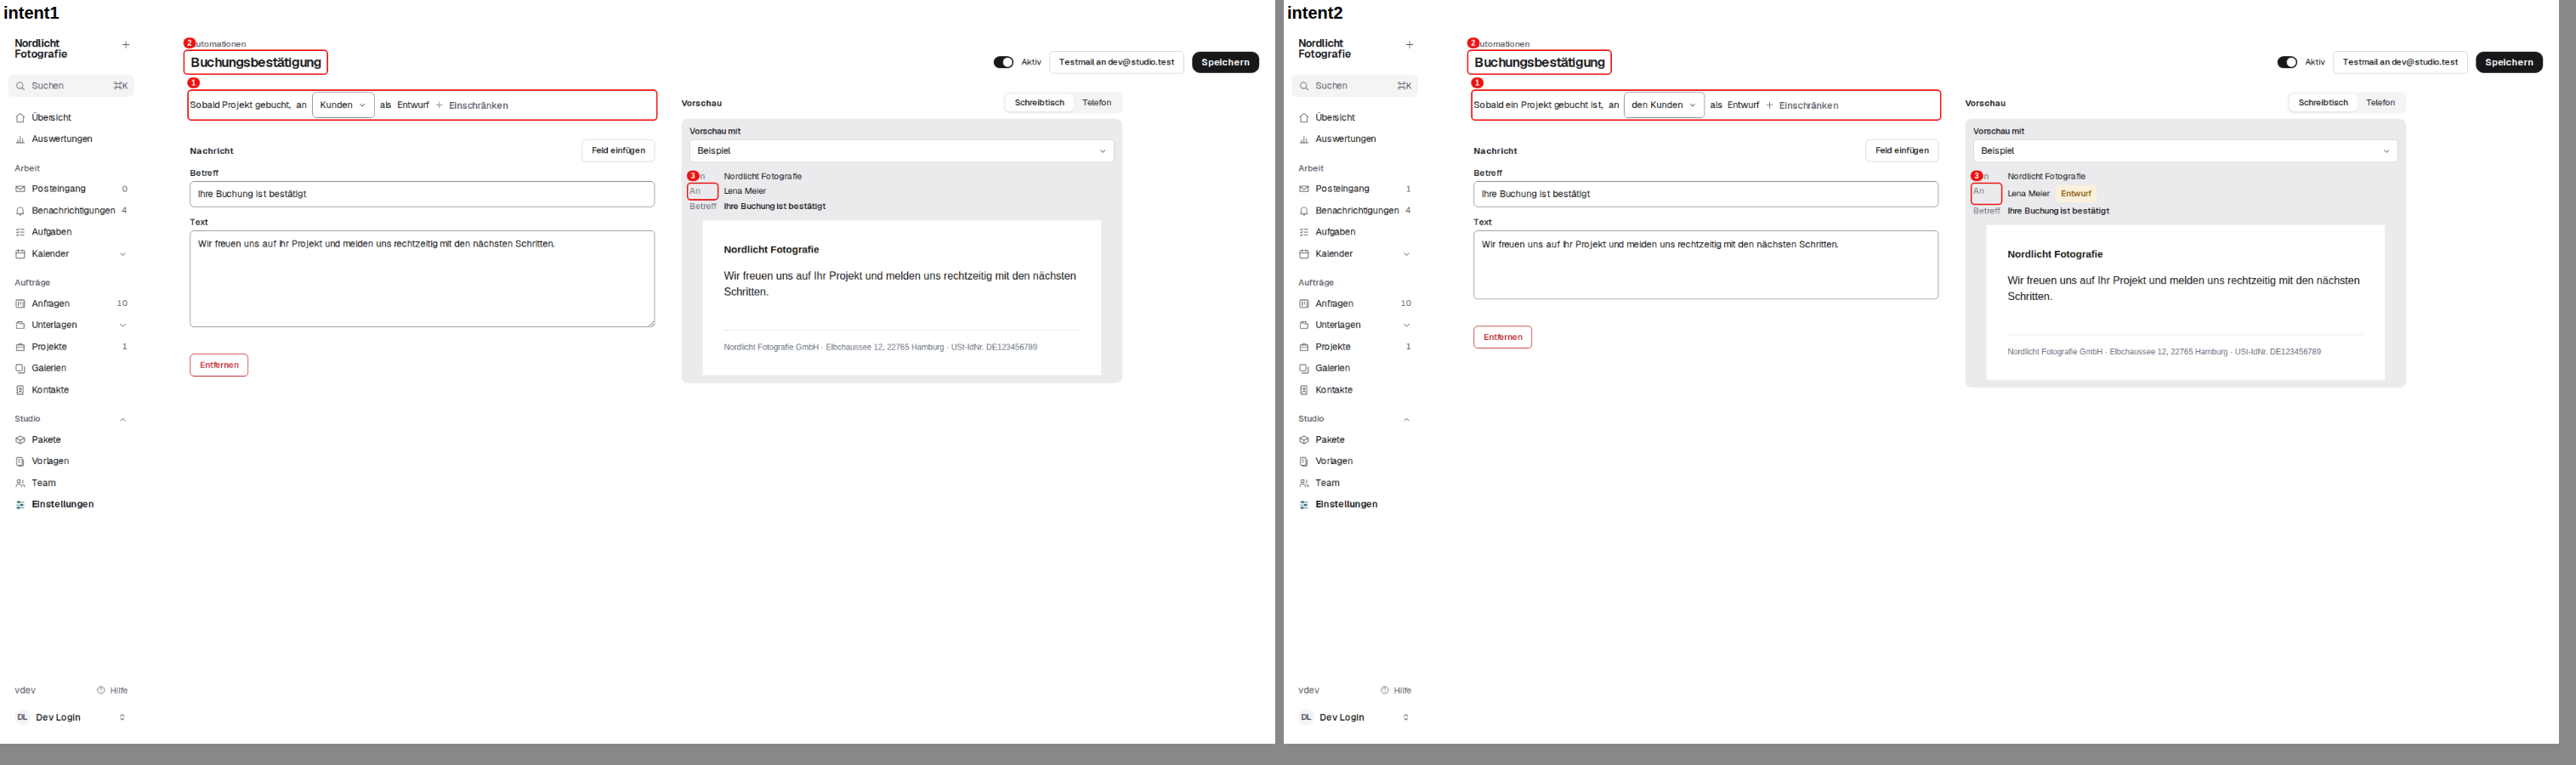 intent1
Nordlicht
Fotografie
Suchen ⌘K
Übersicht
Auswertungen
Arbeit
Posteingang 0
Benachrichtigungen 4
Aufgaben
Kalender
Aufträge
Anfragen 10
Unterlagen
Projekte 1
Galerien
Kontakte
Studio
Pakete
Vorlagen
Team
Einstellungen
vdev
Hilfe
DL Dev Login
2 utomationen
Buchungsbestätigung
Aktiv
Testmail an dev@studio.test
Speichern
1
Sobald Projekt gebucht, an Kunden als Entwurf + Einschränken
Nachricht
Feld einfügen
Betreff
Ihre Buchung ist bestätigt
Text
Wir freuen uns auf Ihr Projekt und melden uns rechtzeitig mit den nächsten Schritten.
Entfernen
Vorschau
Schreibtisch Telefon
Vorschau mit
Beispiel
3 n Nordlicht Fotografie
An Lena Meier
Betreff Ihre Buchung ist bestätigt
Nordlicht Fotografie
Wir freuen uns auf Ihr Projekt und melden uns rechtzeitig mit den nächsten
Schritten.
Nordlicht Fotografie GmbH · Elbchaussee 12, 22765 Hamburg · USt-IdNr. DE123456789
intent2
Nordlicht
Fotografie
Suchen ⌘K
Übersicht
Auswertungen
Arbeit
Posteingang 1
Benachrichtigungen 4
Aufgaben
Kalender
Aufträge
Anfragen 10
Unterlagen
Projekte 1
Galerien
Kontakte
Studio
Pakete
Vorlagen
Team
Einstellungen
vdev
Hilfe
DL Dev Login
2 utomationen
Buchungsbestätigung
Aktiv
Testmail an dev@studio.test
Speichern
1
Sobald ein Projekt gebucht ist, an den Kunden als Entwurf + Einschränken
Nachricht
Feld einfügen
Betreff
Ihre Buchung ist bestätigt
Text
Wir freuen uns auf Ihr Projekt und melden uns rechtzeitig mit den nächsten Schritten.
Entfernen
Vorschau
Schreibtisch Telefon
Vorschau mit
Beispiel
3 n Nordlicht Fotografie
An Lena Meier Entwurf
Betreff Ihre Buchung ist bestätigt
Nordlicht Fotografie
Wir freuen uns auf Ihr Projekt und melden uns rechtzeitig mit den nächsten
Schritten.
Nordlicht Fotografie GmbH · Elbchaussee 12, 22765 Hamburg · USt-IdNr. DE123456789